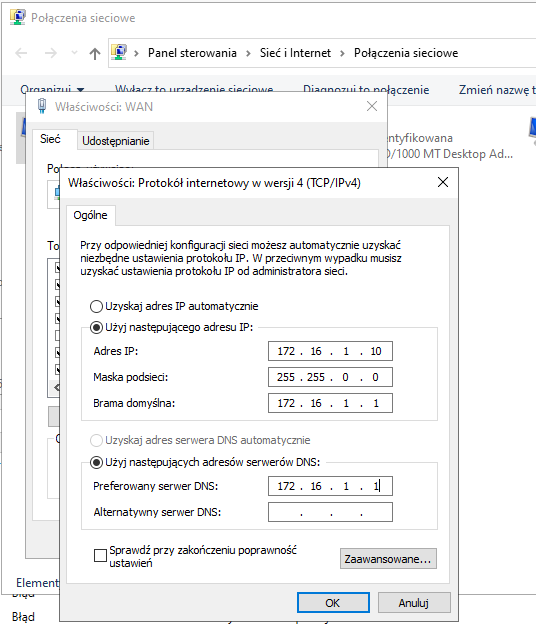 Połączenia sieciowe
Panel sterowania > Sieć i Internet > Połączenia sieciowe
Organizuj Wyłącz to urządzenie sieciowe Diagnozuj to połączenie Zmień nazwę t
Właściwości: WAN
Sieć Udostępnianie
entyfikowana
/1000 MT Desktop Ad...
Właściwości: Protokół internetowy w wersji 4 (TCP/IPv4)
Ogólne
Przy odpowiedniej konfiguracji sieci możesz automatycznie uzyskać
niezbędne ustawienia protokołu IP. W przeciwnym wypadku musisz
uzyskać ustawienia protokołu IP od administratora sieci.
Uzyskaj adres IP automatycznie
Użyj następującego adresu IP:
Adres IP: 172 . 16 . 1 . 10
Maska podsieci: 255 . 255 . 0 . 0
Brama domyślna: 172 . 16 . 1 . 1
Uzyskaj adres serwera DNS automatycznie
Użyj następujących adresów serwerów DNS:
Preferowany serwer DNS: 172 . 16 . 1 . 1
Alternatywny serwer DNS: . . .
Sprawdź przy zakończeniu poprawność
ustawień
Zaawansowane...
OK Anuluj
Element
Błąd